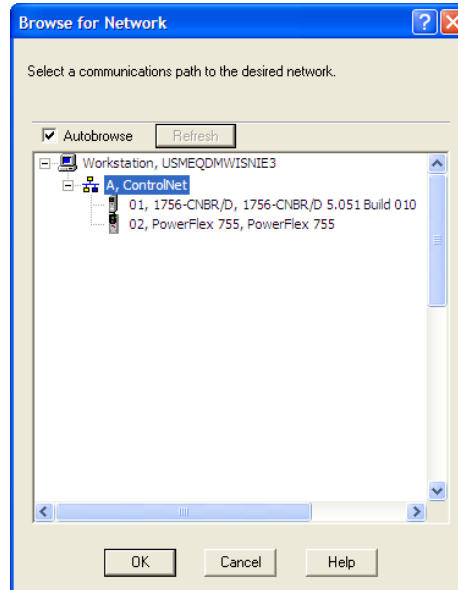 Browse for Network
Select a communications path to the desired network.
Autobrowse Refresh
Workstation, USMEQDMWISNIE3
A, ControlNet
01, 1756-CNBR/D, 1756-CNBR/D 5.051 Build 010
02, PowerFlex 755, PowerFlex 755
OK Cancel Help